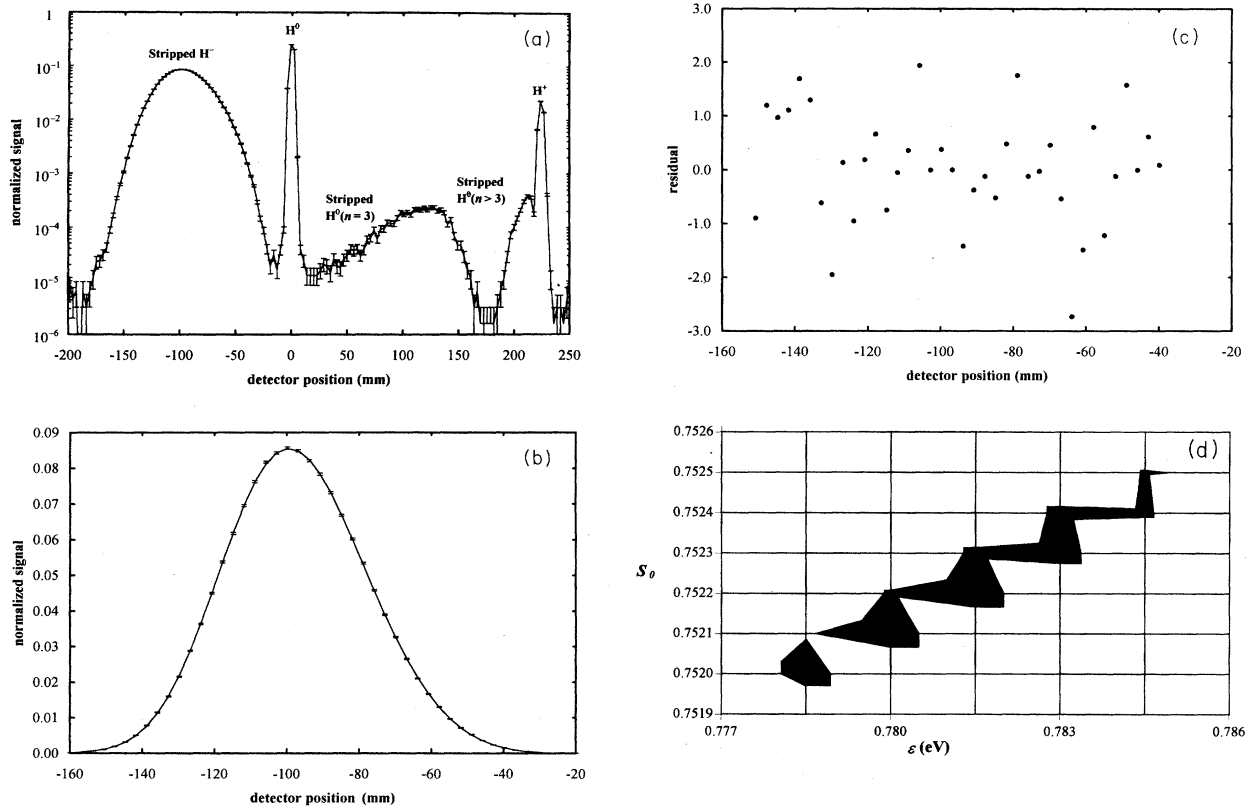 1
10⁻¹
10⁻²
10⁻³
10⁻⁴
10⁻⁵
10⁻⁶
normalized signal
Stripped H⁻
H⁰
(a)
H⁺
Stripped
H⁰(n = 3)
Stripped
H⁰(n > 3)
-200 -150 -100 -50 0 50 100 150 200 250
detector position (mm)
(c)
3.0
2.0
1.0
0.0
-1.0
-2.0
-3.0
residual
-160 -140 -120 -100 -80 -60 -40 -20
detector position (mm)
(b)
0.09
0.08
0.07
0.06
0.05
0.04
0.03
0.02
0.01
0.00
normalized signal
-160 -140 -120 -100 -80 -60 -40 -20
detector position (mm)
(d)
0.7526
0.7525
0.7524
0.7523
0.7522
0.7521
0.7520
0.7519
S₀
0.777 0.780 0.783 0.786
ε (eV)